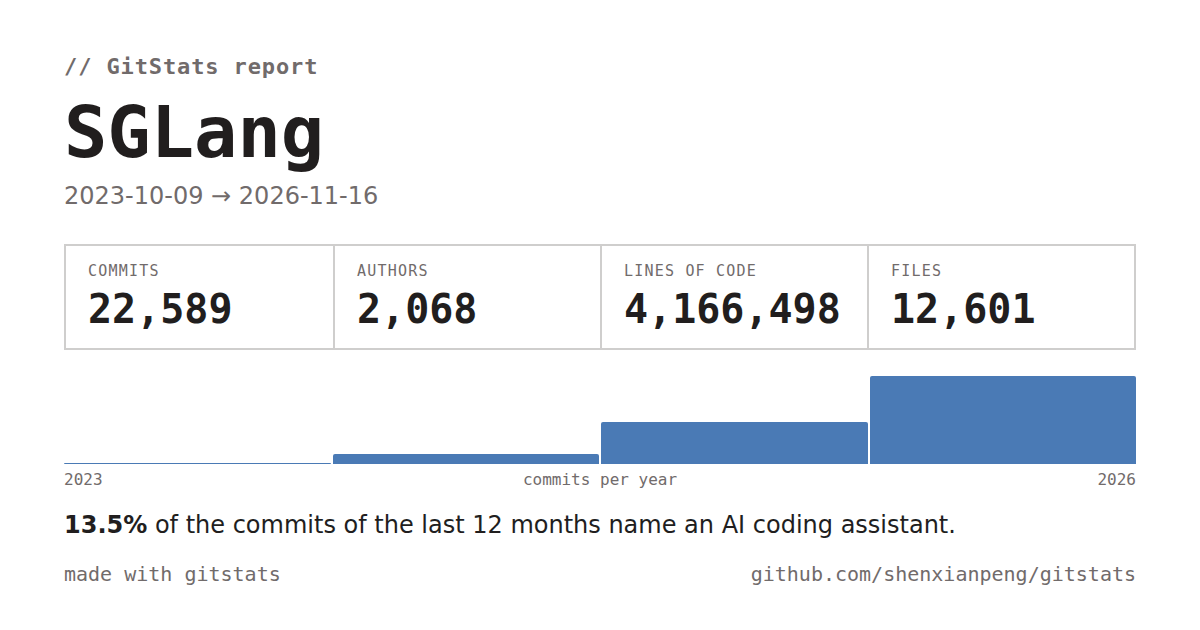 // GitStats report
SGLang
2023-10-09 → 2026-11-16
COMMITS AUTHORS LINES OF CODE FILES
22,589 2,068 4,166,498 12,601
2023 commits per year 2026
13.5% of the commits of the last 12 months name an AI coding assistant.
made with gitstats github.com/shenxianpeng/gitstats